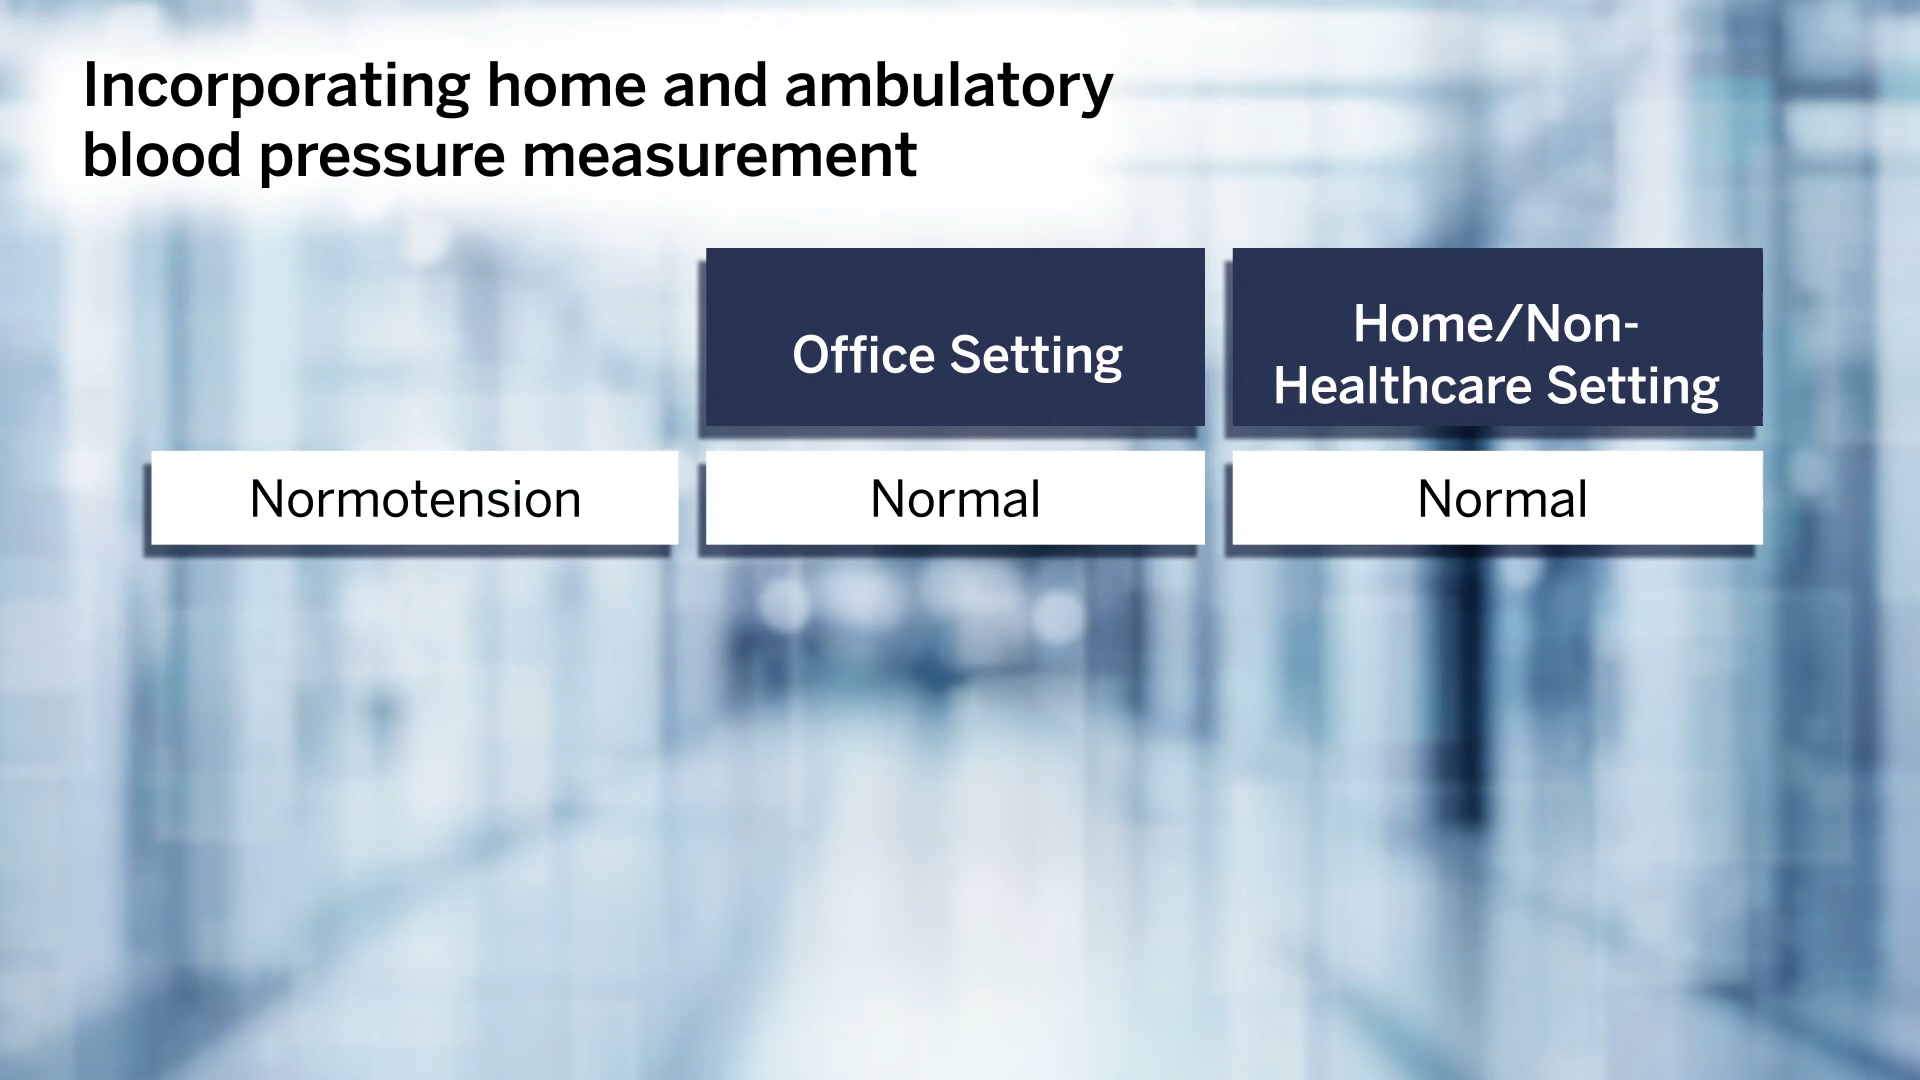 Incorporating home and ambulatory
blood pressure measurement
Office Setting
Home/Non-
Healthcare Setting
Normotension
Normal
Normal